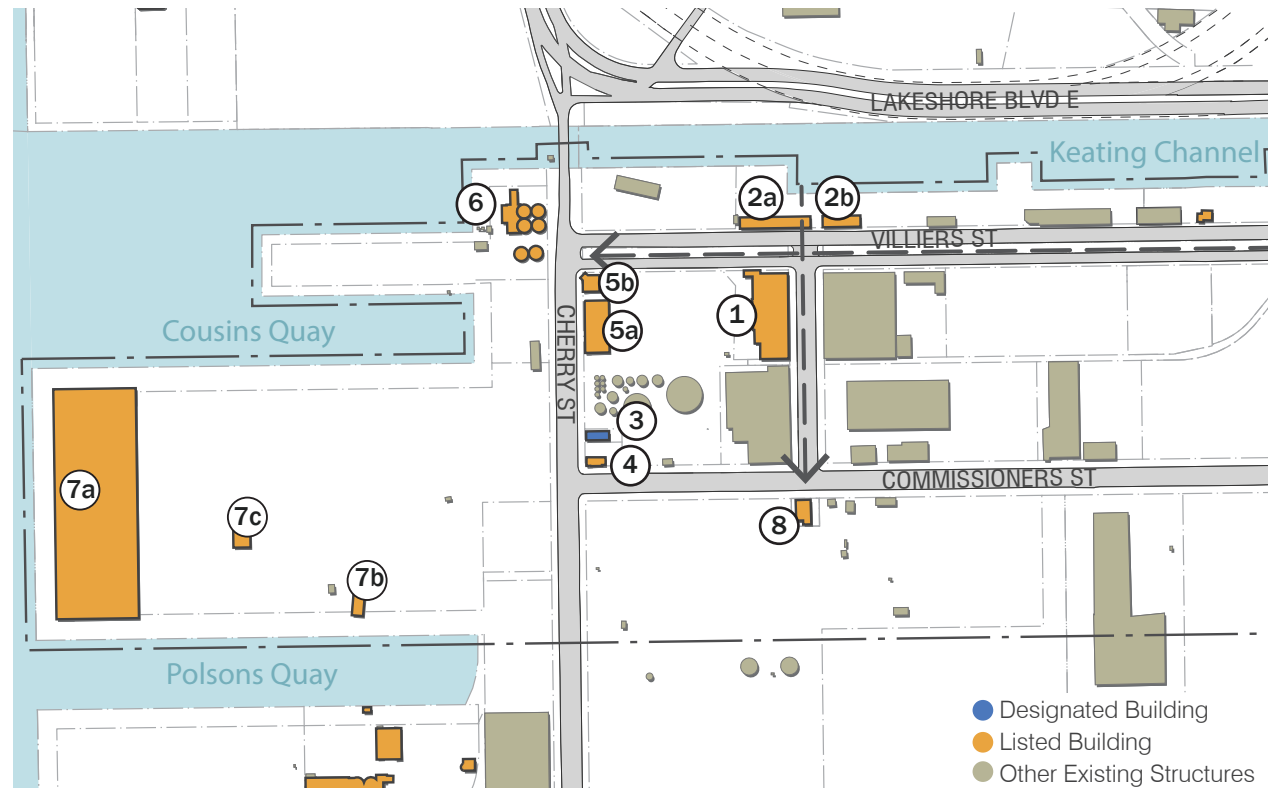 LAKESHORE BLVD E
Keating Channel
6
2a
2b
VILLIERS ST
5b
5a
1
Cousins Quay
CHERRY ST
3
4
7a
COMMISSIONERS ST
7c
8
7b
Polsons Quay
Designated Building
Listed Building
Other Existing Structures